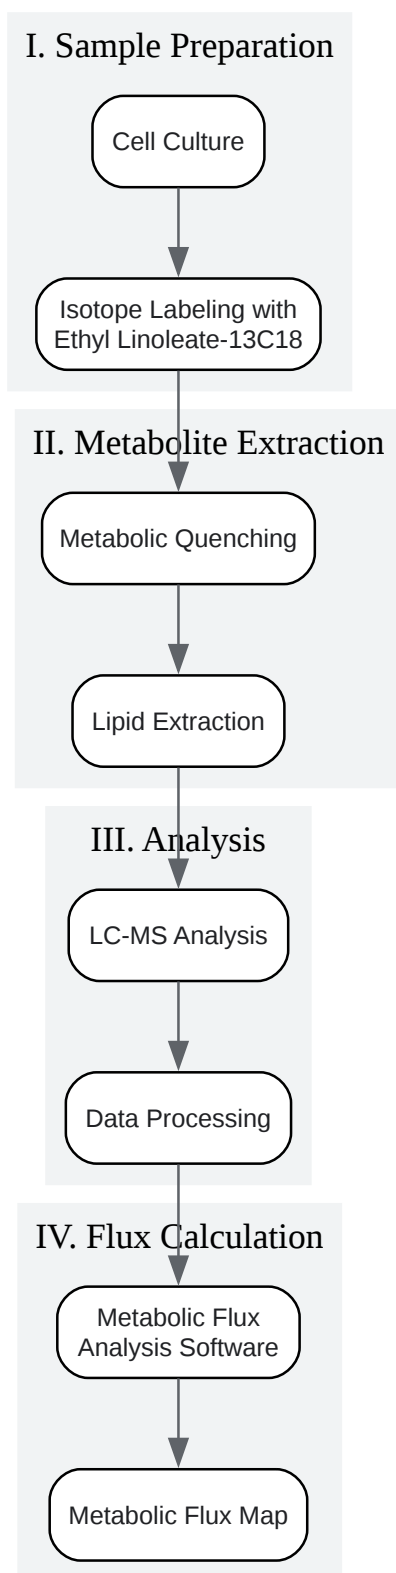 I. Sample Preparation
Cell Culture
Isotope Labeling with
Ethyl Linoleate-13C18
II. Metabolite Extraction
Metabolic Quenching
Lipid Extraction
III. Analysis
LC-MS Analysis
Data Processing
IV. Flux Calculation
Metabolic Flux
Analysis Software
Metabolic Flux Map